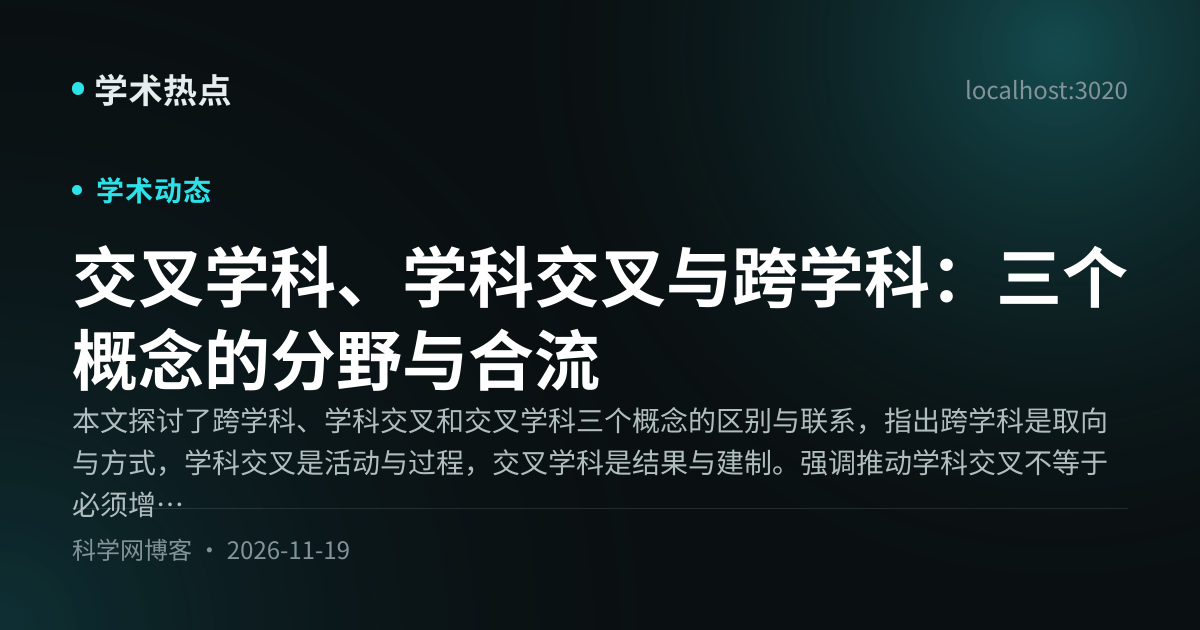 学术热点
localhost:3020
学术动态
交叉学科、学科交叉与跨学科：三个
概念的分野与合流
本文探讨了跨学科、学科交叉和交叉学科三个概念的区别与联系，指出跨学科是取向
与方式，学科交叉是活动与过程，交叉学科是结果与建制。强调推动学科交叉不等于
必须增…
科学网博客 • 2026-11-19